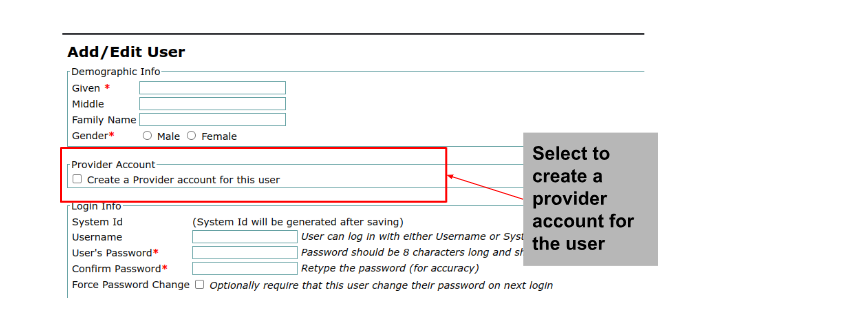 Add/Edit User
Demographic Info
Given *
Middle
Family Name
Gender* Male Female
Provider Account
Create a Provider account for this user
Select to
create a
provider
account for
the user
Login Info
System Id (System Id will be generated after saving)
Username User can log in with either Username or
User's Password* Password should be 8 characters long and
Confirm Password* Retype the password (for accuracy)
Force Password Change Optionally require that this user change their password on next login